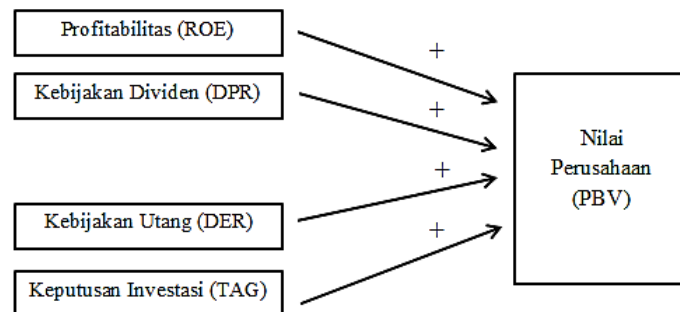 Profitabilitas (ROE)
+
Kebijakan Dividen (DPR)
+
Nilai
Perusahaan
(PBV)
+
Kebijakan Utang (DER)
+
Keputusan Investasi (TAG)